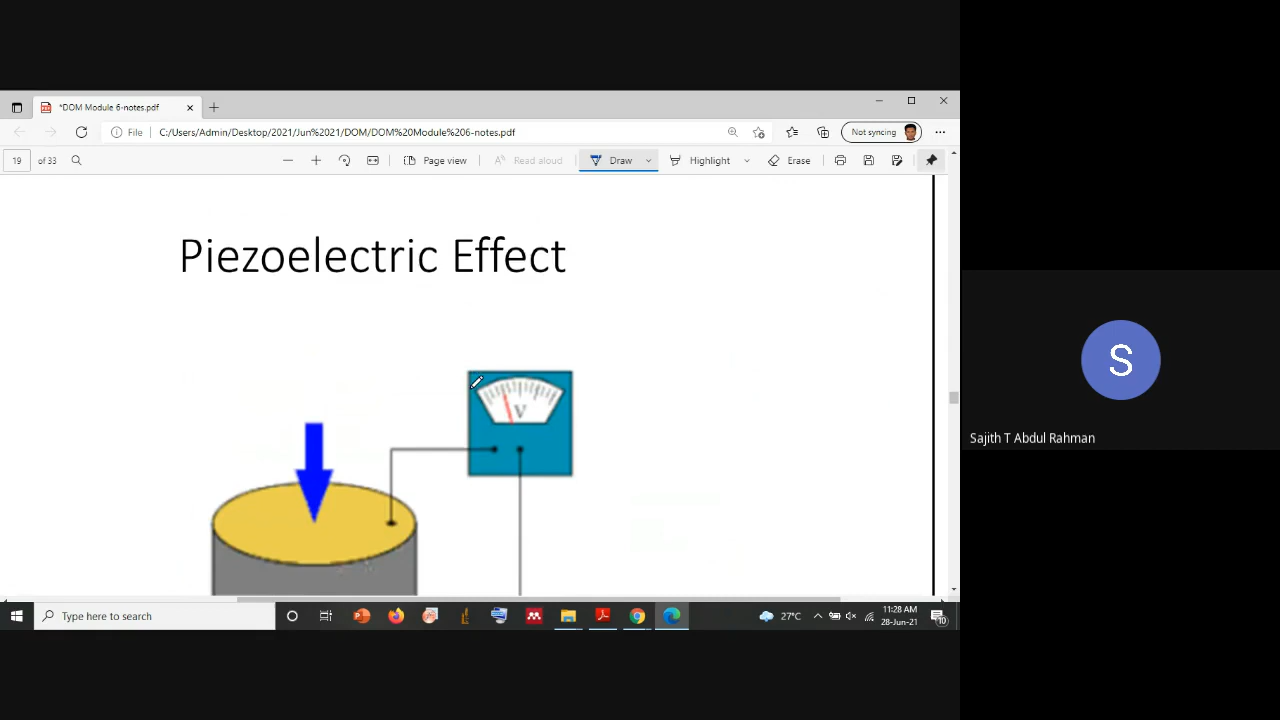 *DOM Module 6-notes.pdf
File
C:/Users/Admin/Desktop/2021/Jun%2021/DOM/DOM%20Module%206-notes.pdf
Not syncing
19 of 33
Page view
Read aloud
Draw
Highlight
Erase
Piezoelectric Effect
V
S
Sajith T Abdul Rahman
Type here to search
27°C
11:28 AM
28-Jun-21
10